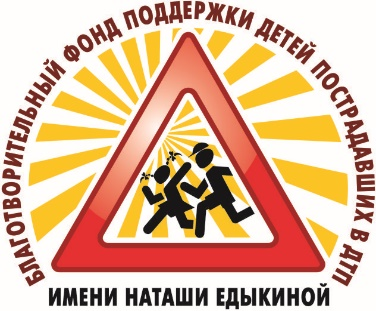 БЛАГОТВОРИТЕЛЬНЫЙ ФОНД ПОДДЕРЖКИ ДЕТЕЙ ПОСТРАДАВШИХ В ДТП
ИМЕНИ НАТАШИ ЕДЫКИНОЙ